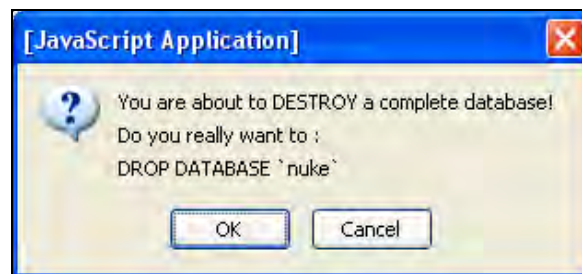 [JavaScript Application]
You are about to DESTROY a complete database!
Do you really want to :
DROP DATABASE `nuke`
OK
Cancel